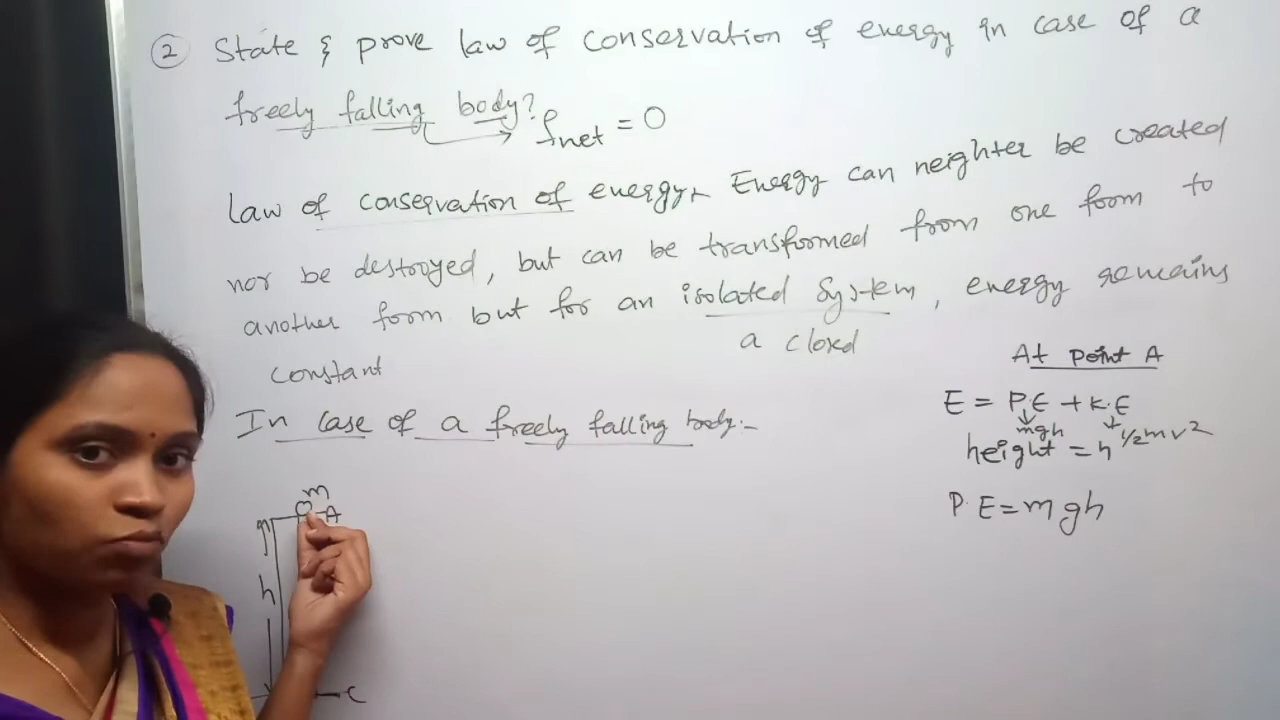 ② State & prove law of conservation of energy in case of a
freely falling body? fnet = 0
Law of conservation of energy :- Energy can neighter be created
nor be destroyed, but can be transformed from one form to
another form but for an isolated system, energy remains
a closed
constant
In case of a freely falling body:-
At point A
E = P.E + K.E
mgh
½mv²
height = h
P.E = mgh
m
A
h
C